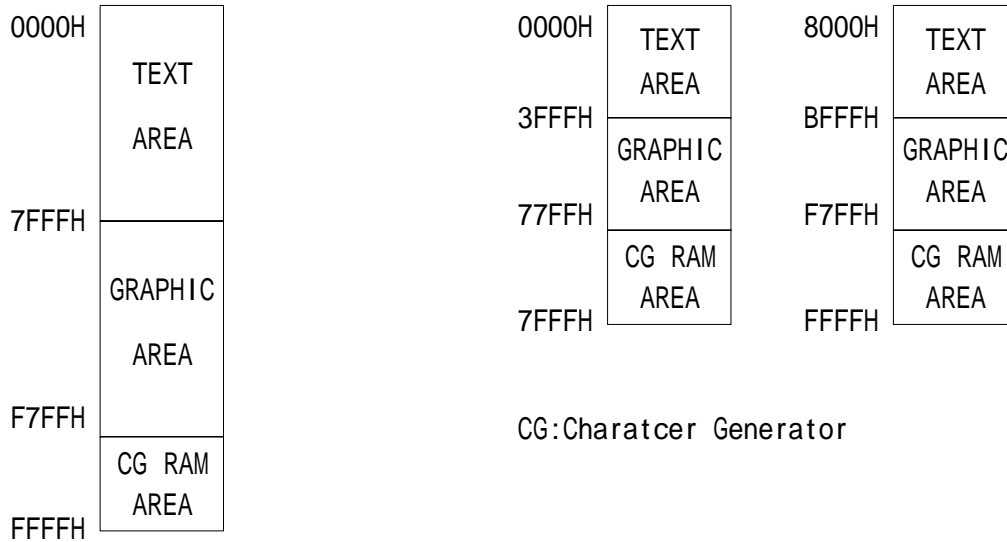 0000H
TEXT
AREA
7FFFH
GRAPHIC
AREA
F7FFH
CG RAM
AREA
FFFFH
0000H
TEXT
AREA
3FFFH
GRAPHIC
AREA
77FFH
CG RAM
AREA
7FFFH
8000H
TEXT
AREA
BFFFH
GRAPHIC
AREA
F7FFH
CG RAM
AREA
FFFFH
CG:Charatcer Generator